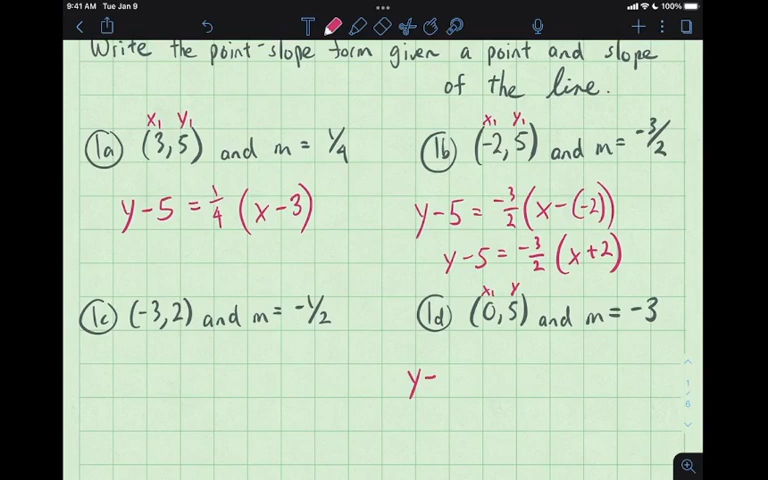 9:41 AM Tue Jan 9
100%
Write the point-slope form given a point and slope
of the line.
x₁ y₁
1a (3,5) and m = 1/4
y-5 = 1/4 (x-3)
x₁ y₁
1b (-2,5) and m = -3/2
y-5 = -3/2 (x-(-2))
y-5 = -3/2 (x+2)
1c (-3,2) and m = -1/2
x₁ y
1d (0,5) and m = -3
y-
1
/
6